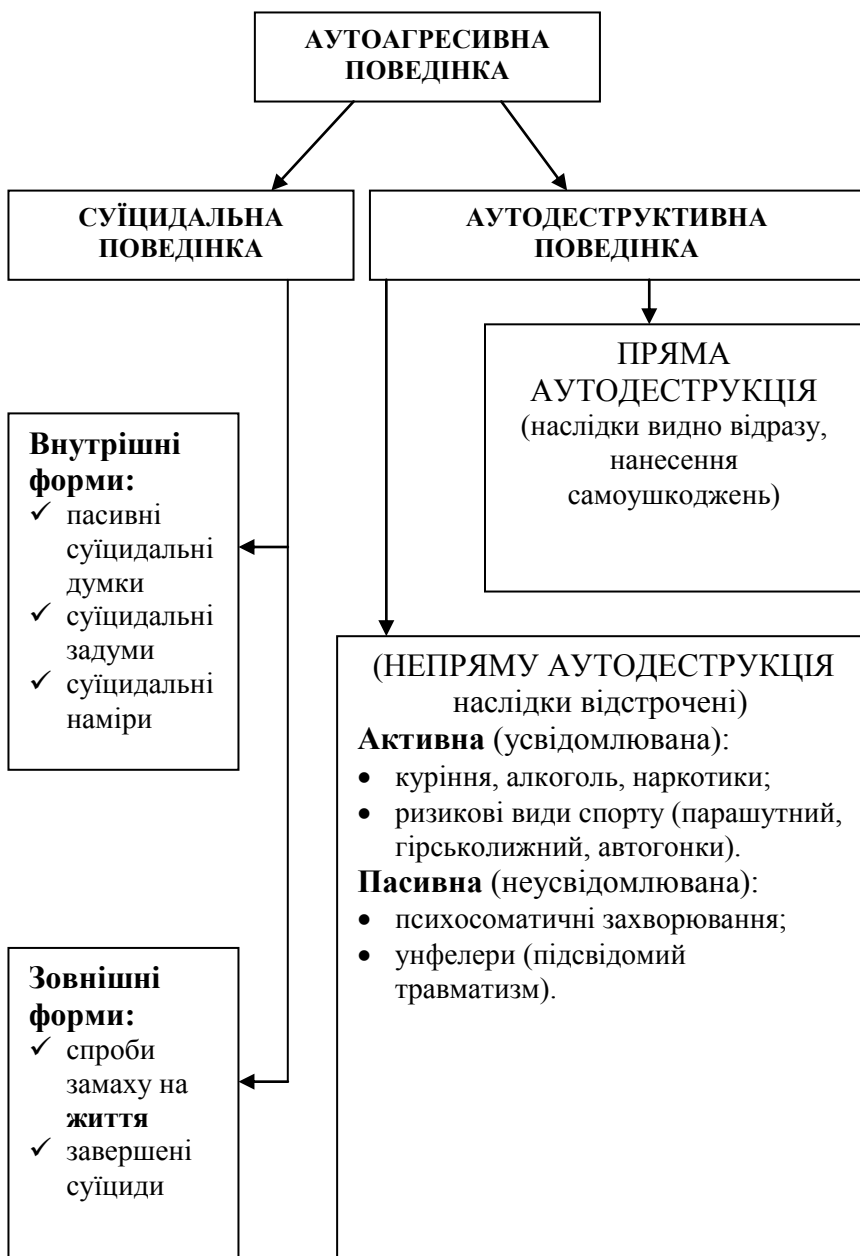 АУТОАГРЕСИВНА
ПОВЕДІНКА
СУЇЦИДАЛЬНА
ПОВЕДІНКА
АУТОДЕСТРУКТИВНА
ПОВЕДІНКА
ПРЯМА
АУТОДЕСТРУКЦІЯ
(наслідки видно відразу,
нанесення
самоушкоджень)
Внутрішні
форми:
✓ пасивні
суїцидальні
думки
✓ суїцидальні
задуми
✓ суїцидальні
наміри
(НЕПРЯМУ АУТОДЕСТРУКЦІЯ
наслідки відстрочені)
Активна (усвідомлювана):
• куріння, алкоголь, наркотики;
• ризикові види спорту (парашутний,
гірськолижний, автогонки).
Пасивна (неусвідомлювана):
• психосоматичні захворювання;
• унфелери (підсвідомий
травматизм).
Зовнішні
форми:
✓ спроби
замаху на
життя
✓ завершені
суїциди